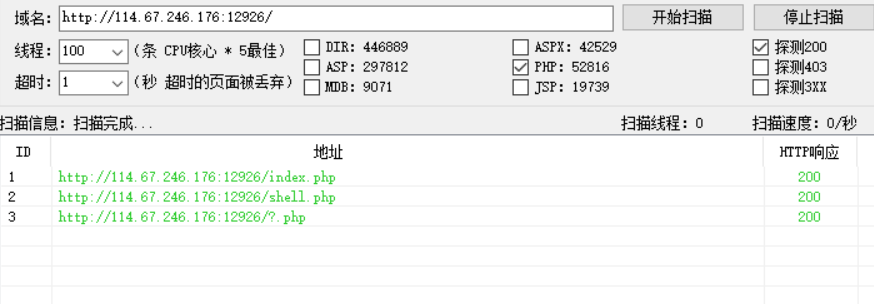 域名: http://114.67.246.176:12926/ 开始扫描 停止扫描
线程: 100 (条 CPU核心 * 5最佳) DIR: 446889 ASPX: 42529 探测200
ASP: 297812 PHP: 52816 探测403
超时: 1 (秒 超时的页面被丢弃) MDB: 9071 JSP: 19739 探测3XX
扫描信息: 扫描完成... 扫描线程: 0 扫描速度: 0/秒
ID 地址 HTTP响应
1 http://114.67.246.176:12926/index.php 200
2 http://114.67.246.176:12926/shell.php 200
3 http://114.67.246.176:12926/?.php 200